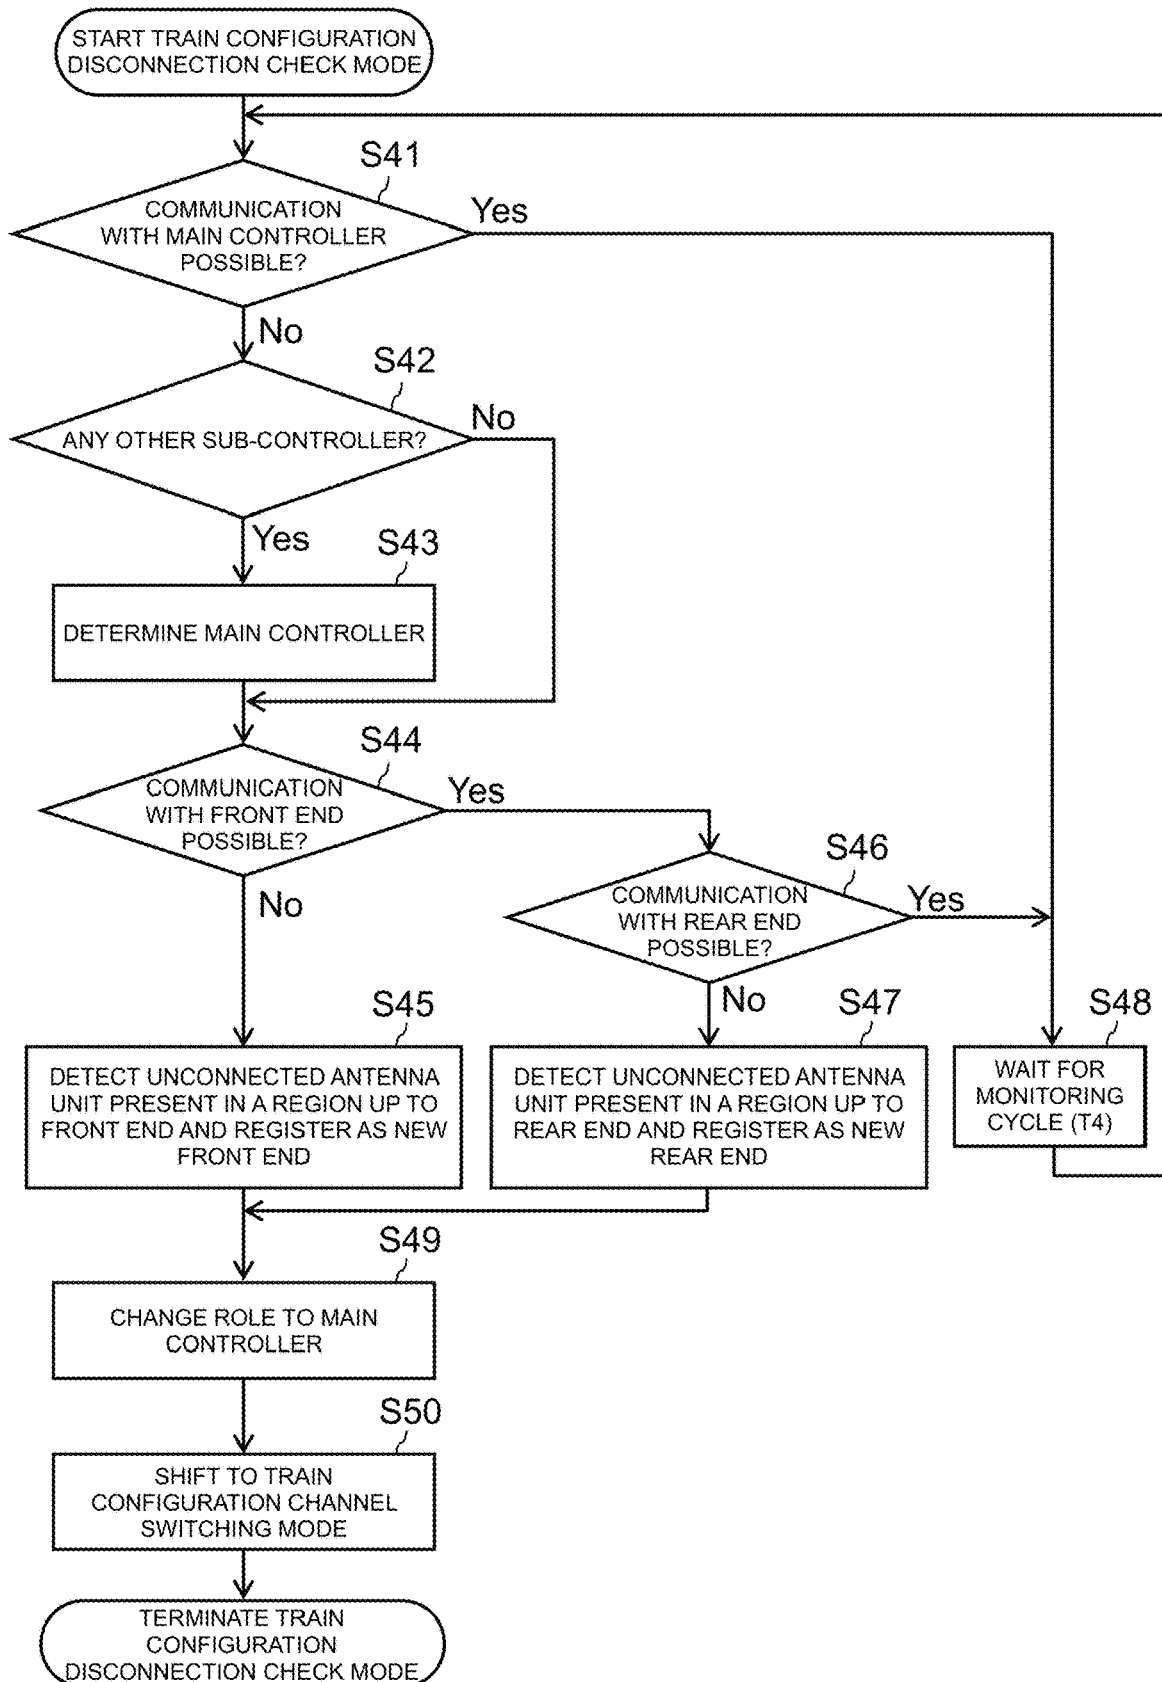 START TRAIN CONFIGURATION
DISCONNECTION CHECK MODE
S41
COMMUNICATION
WITH MAIN CONTROLLER
POSSIBLE?
Yes
No
S42
ANY OTHER SUB-CONTROLLER?
No
Yes
S43
DETERMINE MAIN CONTROLLER
S44
COMMUNICATION
WITH FRONT END
POSSIBLE?
Yes
No
S46
COMMUNICATION
WITH REAR END
POSSIBLE?
Yes
No
S45
DETECT UNCONNECTED ANTENNA
UNIT PRESENT IN A REGION UP TO
FRONT END AND REGISTER AS NEW
FRONT END
S47
DETECT UNCONNECTED ANTENNA
UNIT PRESENT IN A REGION UP TO
REAR END AND REGISTER AS NEW
REAR END
S48
WAIT FOR
MONITORING
CYCLE (T4)
S49
CHANGE ROLE TO MAIN
CONTROLLER
S50
SHIFT TO TRAIN
CONFIGURATION CHANNEL
SWITCHING MODE
TERMINATE TRAIN
CONFIGURATION
DISCONNECTION CHECK MODE